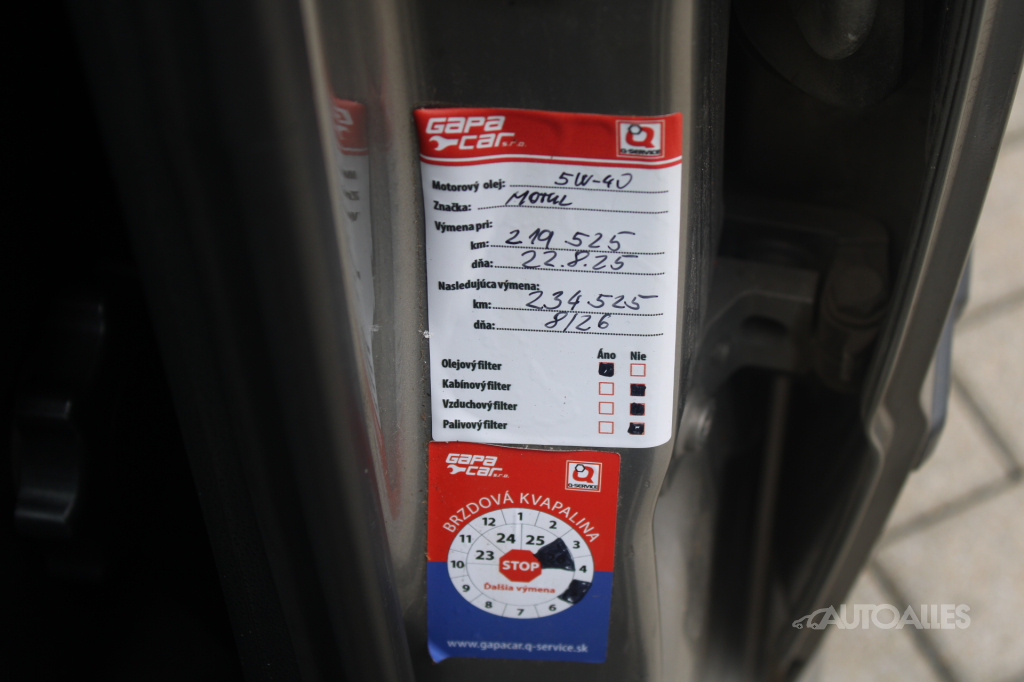 GAPA
CAR s.r.o.
Q-SERVICE
Motorový olej: 5W-40
Značka: MOTUL
Výmena pri:
km: 219 525
dňa: 22.8.25
Nasledujúca výmena:
km: 234 525
dňa: 8/26
Áno Nie
Olejový filter
Kabínový filter
Vzduchový filter
Palivový filter
GAPA
CAR s.r.o.
Q-SERVICE
BRZDOVÁ KVAPALINA
12 1 2
11 24 25 3
23
10 STOP 4
9 Ďalšia výmena
8 7 6
www.gapacar.q-service.sk
AUTOALLES